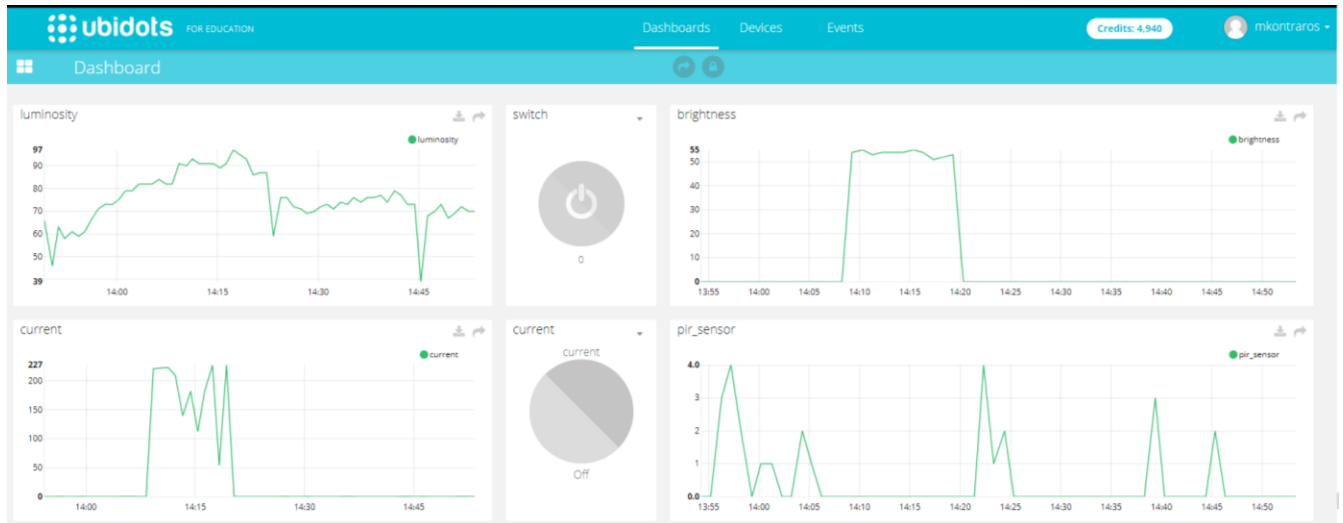 ubidots FOR EDUCATION Dashboards Devices Events Credits: 4,940 mkontraros
Dashboard
luminosity
luminosity
97
90
80
70
60
50
39
14:00 14:15 14:30 14:45
switch
0
brightness
brightness
55
50
40
30
20
10
0
13:55 14:00 14:05 14:10 14:15 14:20 14:25 14:30 14:35 14:40 14:45 14:50
current
current
227
200
150
100
50
0
14:00 14:15 14:30 14:45
current
current
Off
pir_sensor
pir_sensor
4.0
3
2
1
0.0
13:55 14:00 14:05 14:10 14:15 14:20 14:25 14:30 14:35 14:40 14:45 14:50